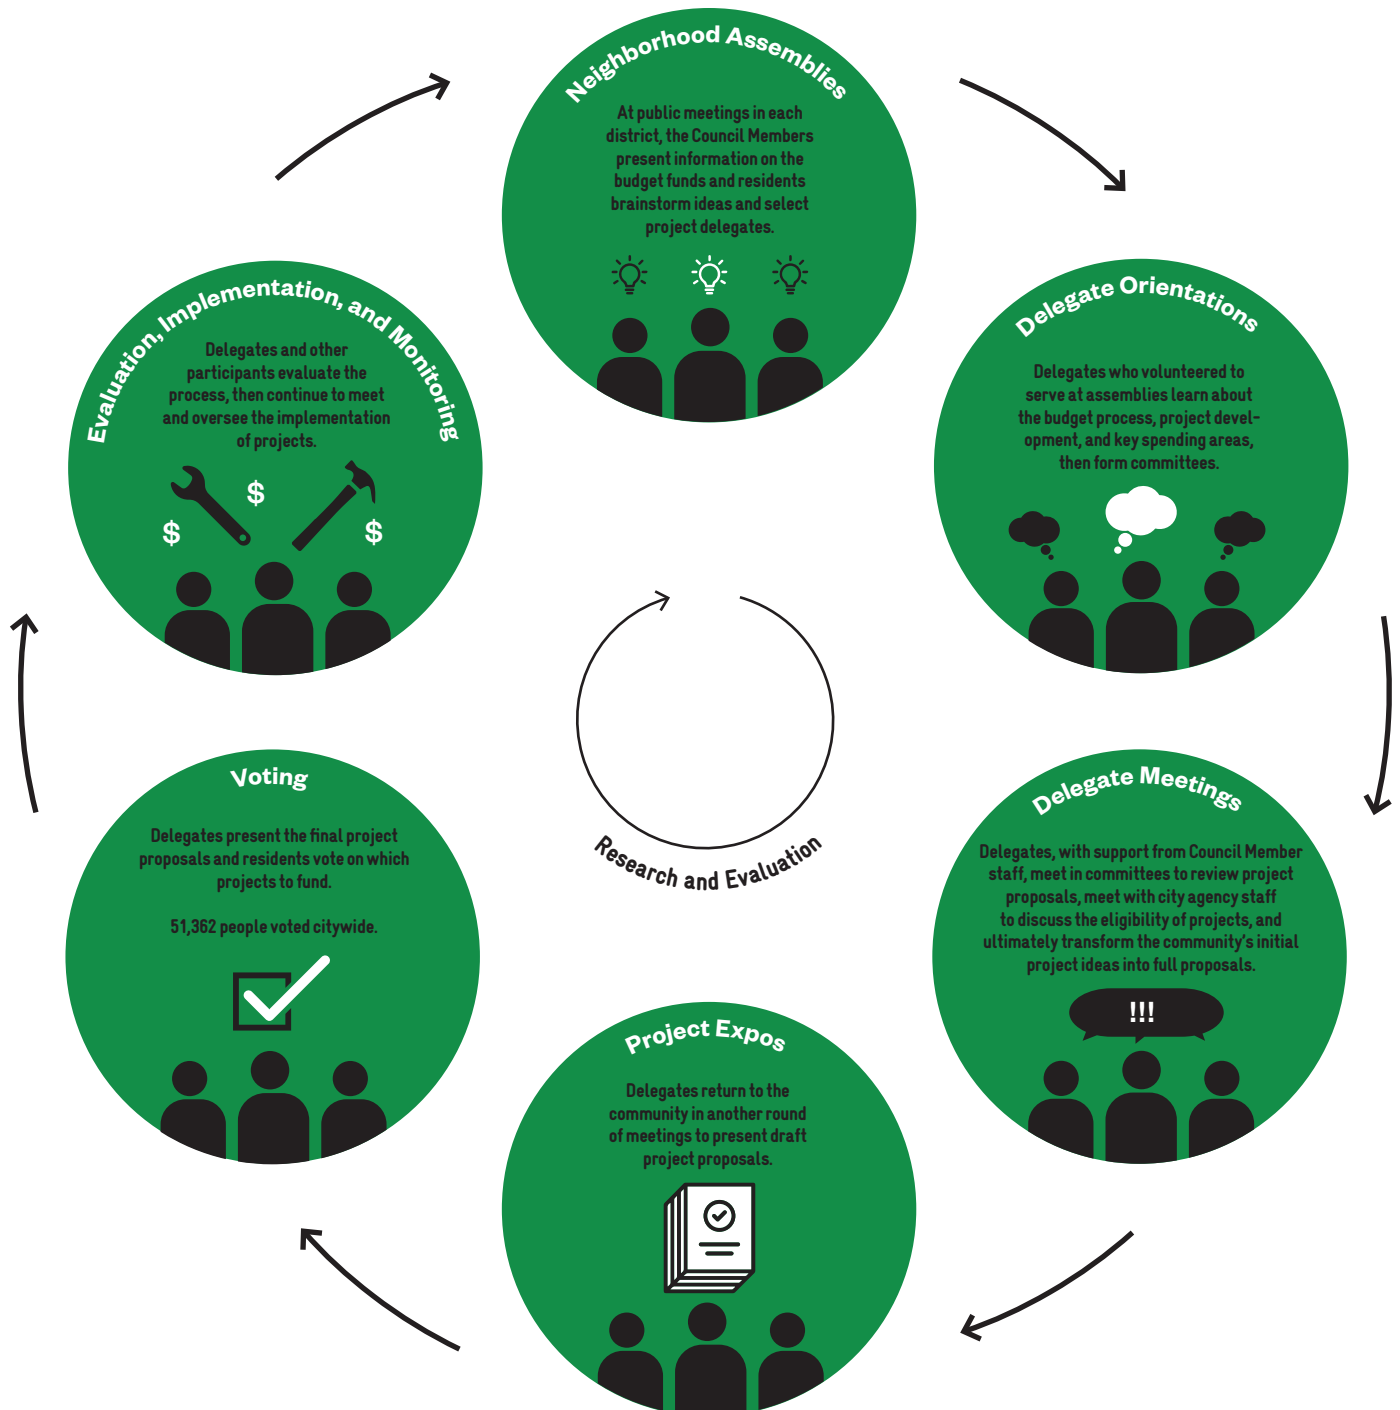 Neighborhood Assemblies
At public meetings in each
district, the Council Members
present information on the
budget funds and residents
brainstorm ideas and select
project delegates.
Delegate Orientations
Delegates who volunteered to
serve at assemblies learn about
the budget process, project devel-
opment, and key spending areas,
then form committees.
Delegate Meetings
Delegates, with support from Council Member
staff, meet in committees to review project
proposals, meet with city agency staff
to discuss the eligibility of projects, and
ultimately transform the community's initial
project ideas into full proposals.
!!!
Project Expos
Delegates return to the
community in another round
of meetings to present draft
project proposals.
Voting
Delegates present the final project
proposals and residents vote on which
projects to fund.
51,362 people voted citywide.
Evaluation, Implementation, and Monitoring
Delegates and other
participants evaluate the
process, then continue to meet
and oversee the implementation
of projects.
$
$
$
Research and Evaluation